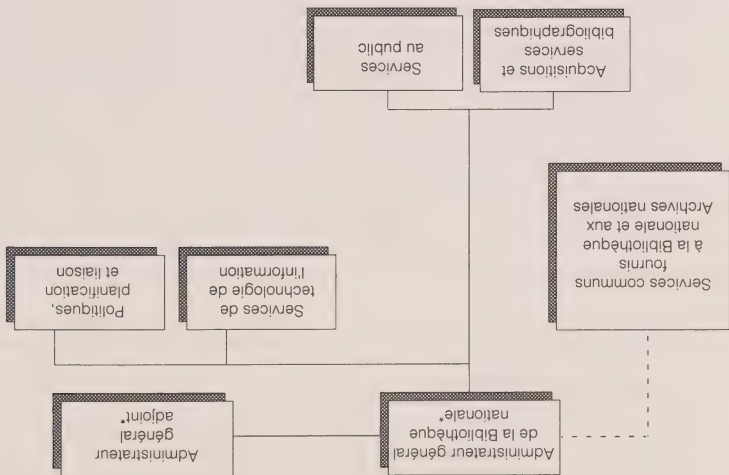 Administrateur général
de la Bibliothèque
nationale*
Administrateur
général
adjoint*
Services communs
fournis
à la Bibliothèque
nationale et aux
Archives nationales
Services de
technologie de
l'information
Politiques,
planification
et liaison
Acquisitions et
services
bibliographiques
Services
au public